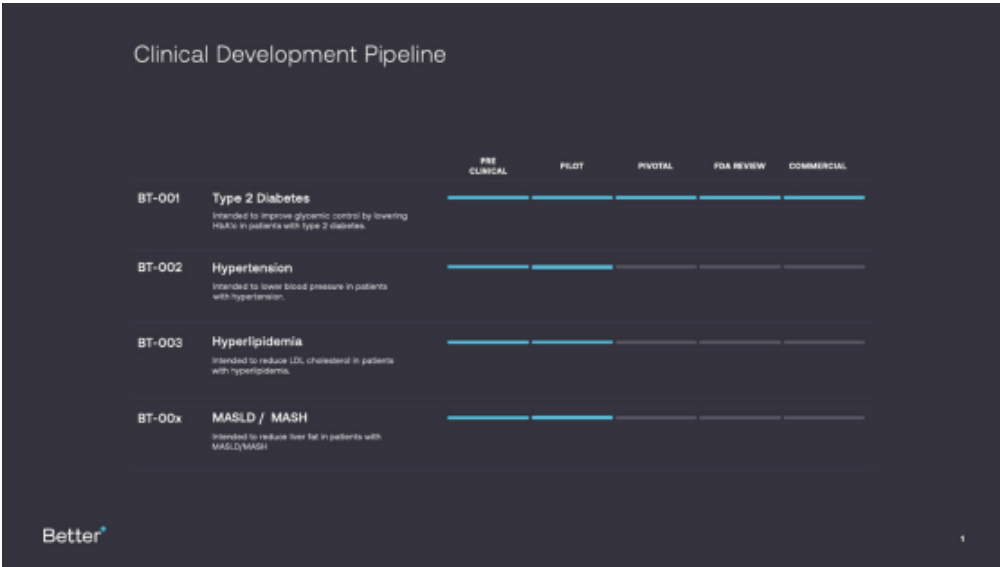 Clinical Development Pipeline
PRE
CLINICAL
PILOT
PIVOTAL
FDA REVIEW
COMMERCIAL
BT-001
Type 2 Diabetes
Intended to improve glycemic control by lowering
HbA1c in patients with type 2 diabetes.
BT-002
Hypertension
Intended to lower blood pressure in patients
with hypertension.
BT-003
Hyperlipidemia
Intended to reduce LDL cholesterol in patients
with hyperlipidemia.
BT-00x
MASLD / MASH
Intended to reduce liver fat in patients with
MASLD/MASH
Better+
1